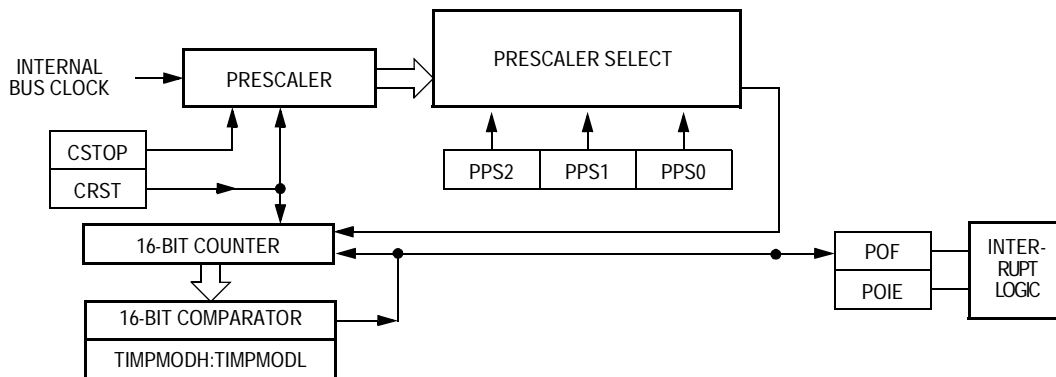 INTERNAL
BUS CLOCK
PRESCALER
PRESCALER SELECT
CSTOP
CRST
PPS2
PPS1
PPS0
16-BIT COUNTER
POF
POIE
INTER-
RUPT
LOGIC
16-BIT COMPARATOR
TIMPMODH:TIMPMODL